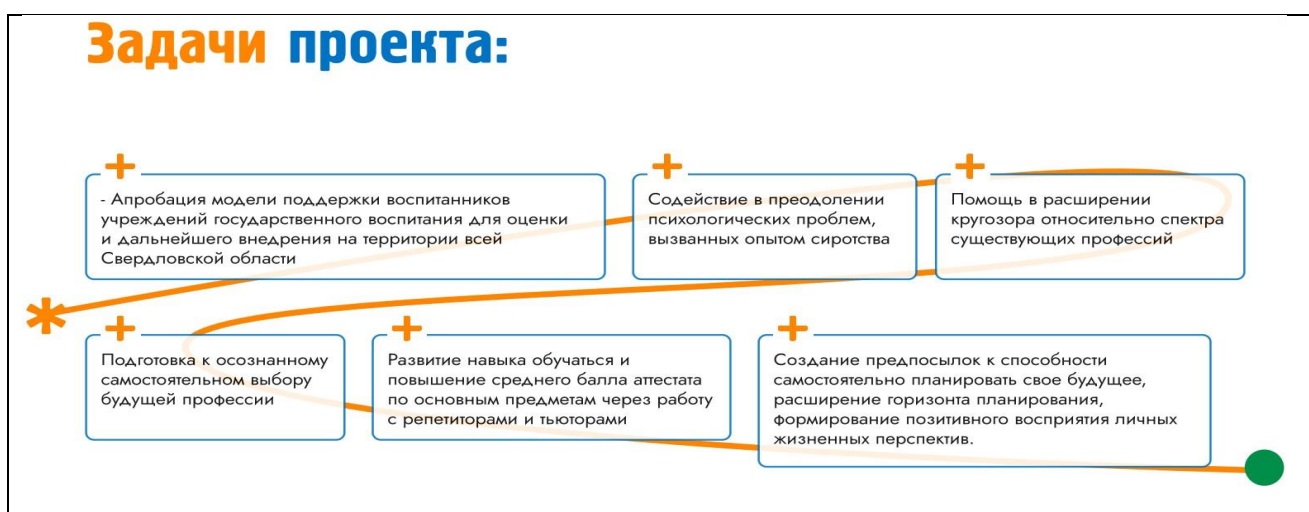 Задачи проекта:
- Апробация модели поддержки воспитанников
учреждений государственного воспитания для оценки
и дальнейшего внедрения на территории всей
Свердловской области
Содействие в преодолении
психологических проблем,
вызванных опытом сиротства
Помощь в расширении
кругозора относительно спектра
существующих профессий
Подготовка к осознанному
самостоятельном выбору
будущей профессии
Развитие навыка обучаться и
повышение среднего балла аттестата
по основным предметам через работу
с репетиторами и тьюторами
Создание предпосылок к способности
самостоятельно планировать свое будущее,
расширение горизонта планирования,
формирование позитивного восприятия личных
жизненных перспектив.